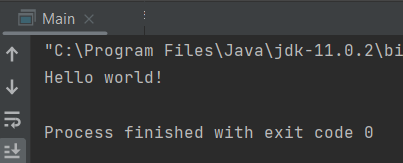 Main
"C:\Program Files\Java\jdk-11.0.2\bi
Hello world!
Process finished with exit code 0